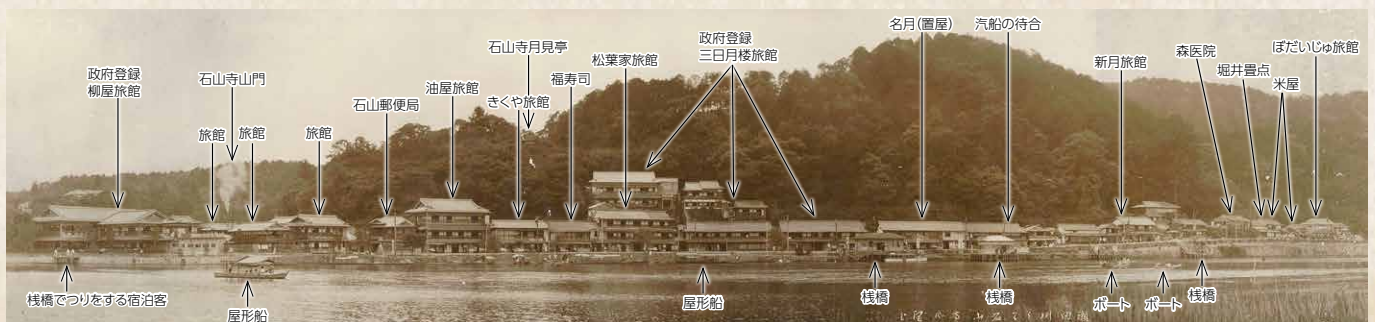 政府登録
柳屋旅館
石山寺山門
旅館
旅館
旅館
石山郵便局
油屋旅館
石山寺月見亭
きくや旅館
福寿司
松葉家旅館
政府登録
三日月楼旅館
名月(置屋)
汽船の待合
新月旅館
森医院
堀井畳点
米屋
ぼだいじゅ旅館
桟橋でつりをする宿泊客
屋形船
屋形船
桟橋
桟橋
ボート
ボート
桟橋